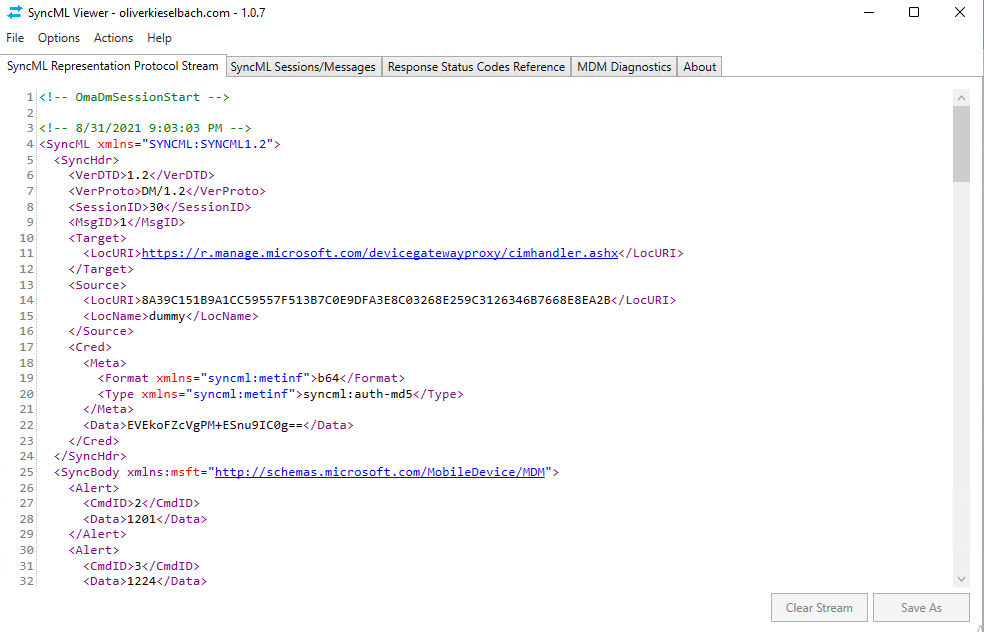 SyncML Viewer - oliverkieselbach.com - 1.0.7
File Options Actions Help
SyncML Representation Protocol Stream SyncML Sessions/Messages Response Status Codes Reference MDM Diagnostics About
1 <!-- OmaDmSessionStart -->
2
3 <!-- 8/31/2021 9:03:03 PM -->
4 <SyncML xmlns="SYNCML:SYNCML1.2">
5 <SyncHdr>
6 <VerDTD>1.2</VerDTD>
7 <VerProto>DM/1.2</VerProto>
8 <SessionID>30</SessionID>
9 <MsgID>1</MsgID>
10 <Target>
11 <LocURI>https://r.manage.microsoft.com/devicegatewayproxy/cimhandler.ashx</LocURI>
12 </Target>
13 <Source>
14 <LocURI>8A39C151B9A1CC59557F513B7C0E9DFA3E8C03268E259C3126346B7668E8EA2B</LocURI>
15 <LocName>dummy</LocName>
16 </Source>
17 <Cred>
18 <Meta>
19 <Format xmlns="syncml:metinf">b64</Format>
20 <Type xmlns="syncml:metinf">syncml:auth-md5</Type>
21 </Meta>
22 <Data>EVEkoFZcVgPM+ESnu9IC0g==</Data>
23 </Cred>
24 </SyncHdr>
25 <SyncBody xmlns:msft="http://schemas.microsoft.com/MobileDevice/MDM">
26 <Alert>
27 <CmdID>2</CmdID>
28 <Data>1201</Data>
29 </Alert>
30 <Alert>
31 <CmdID>3</CmdID>
32 <Data>1224</Data>
Clear Stream Save As